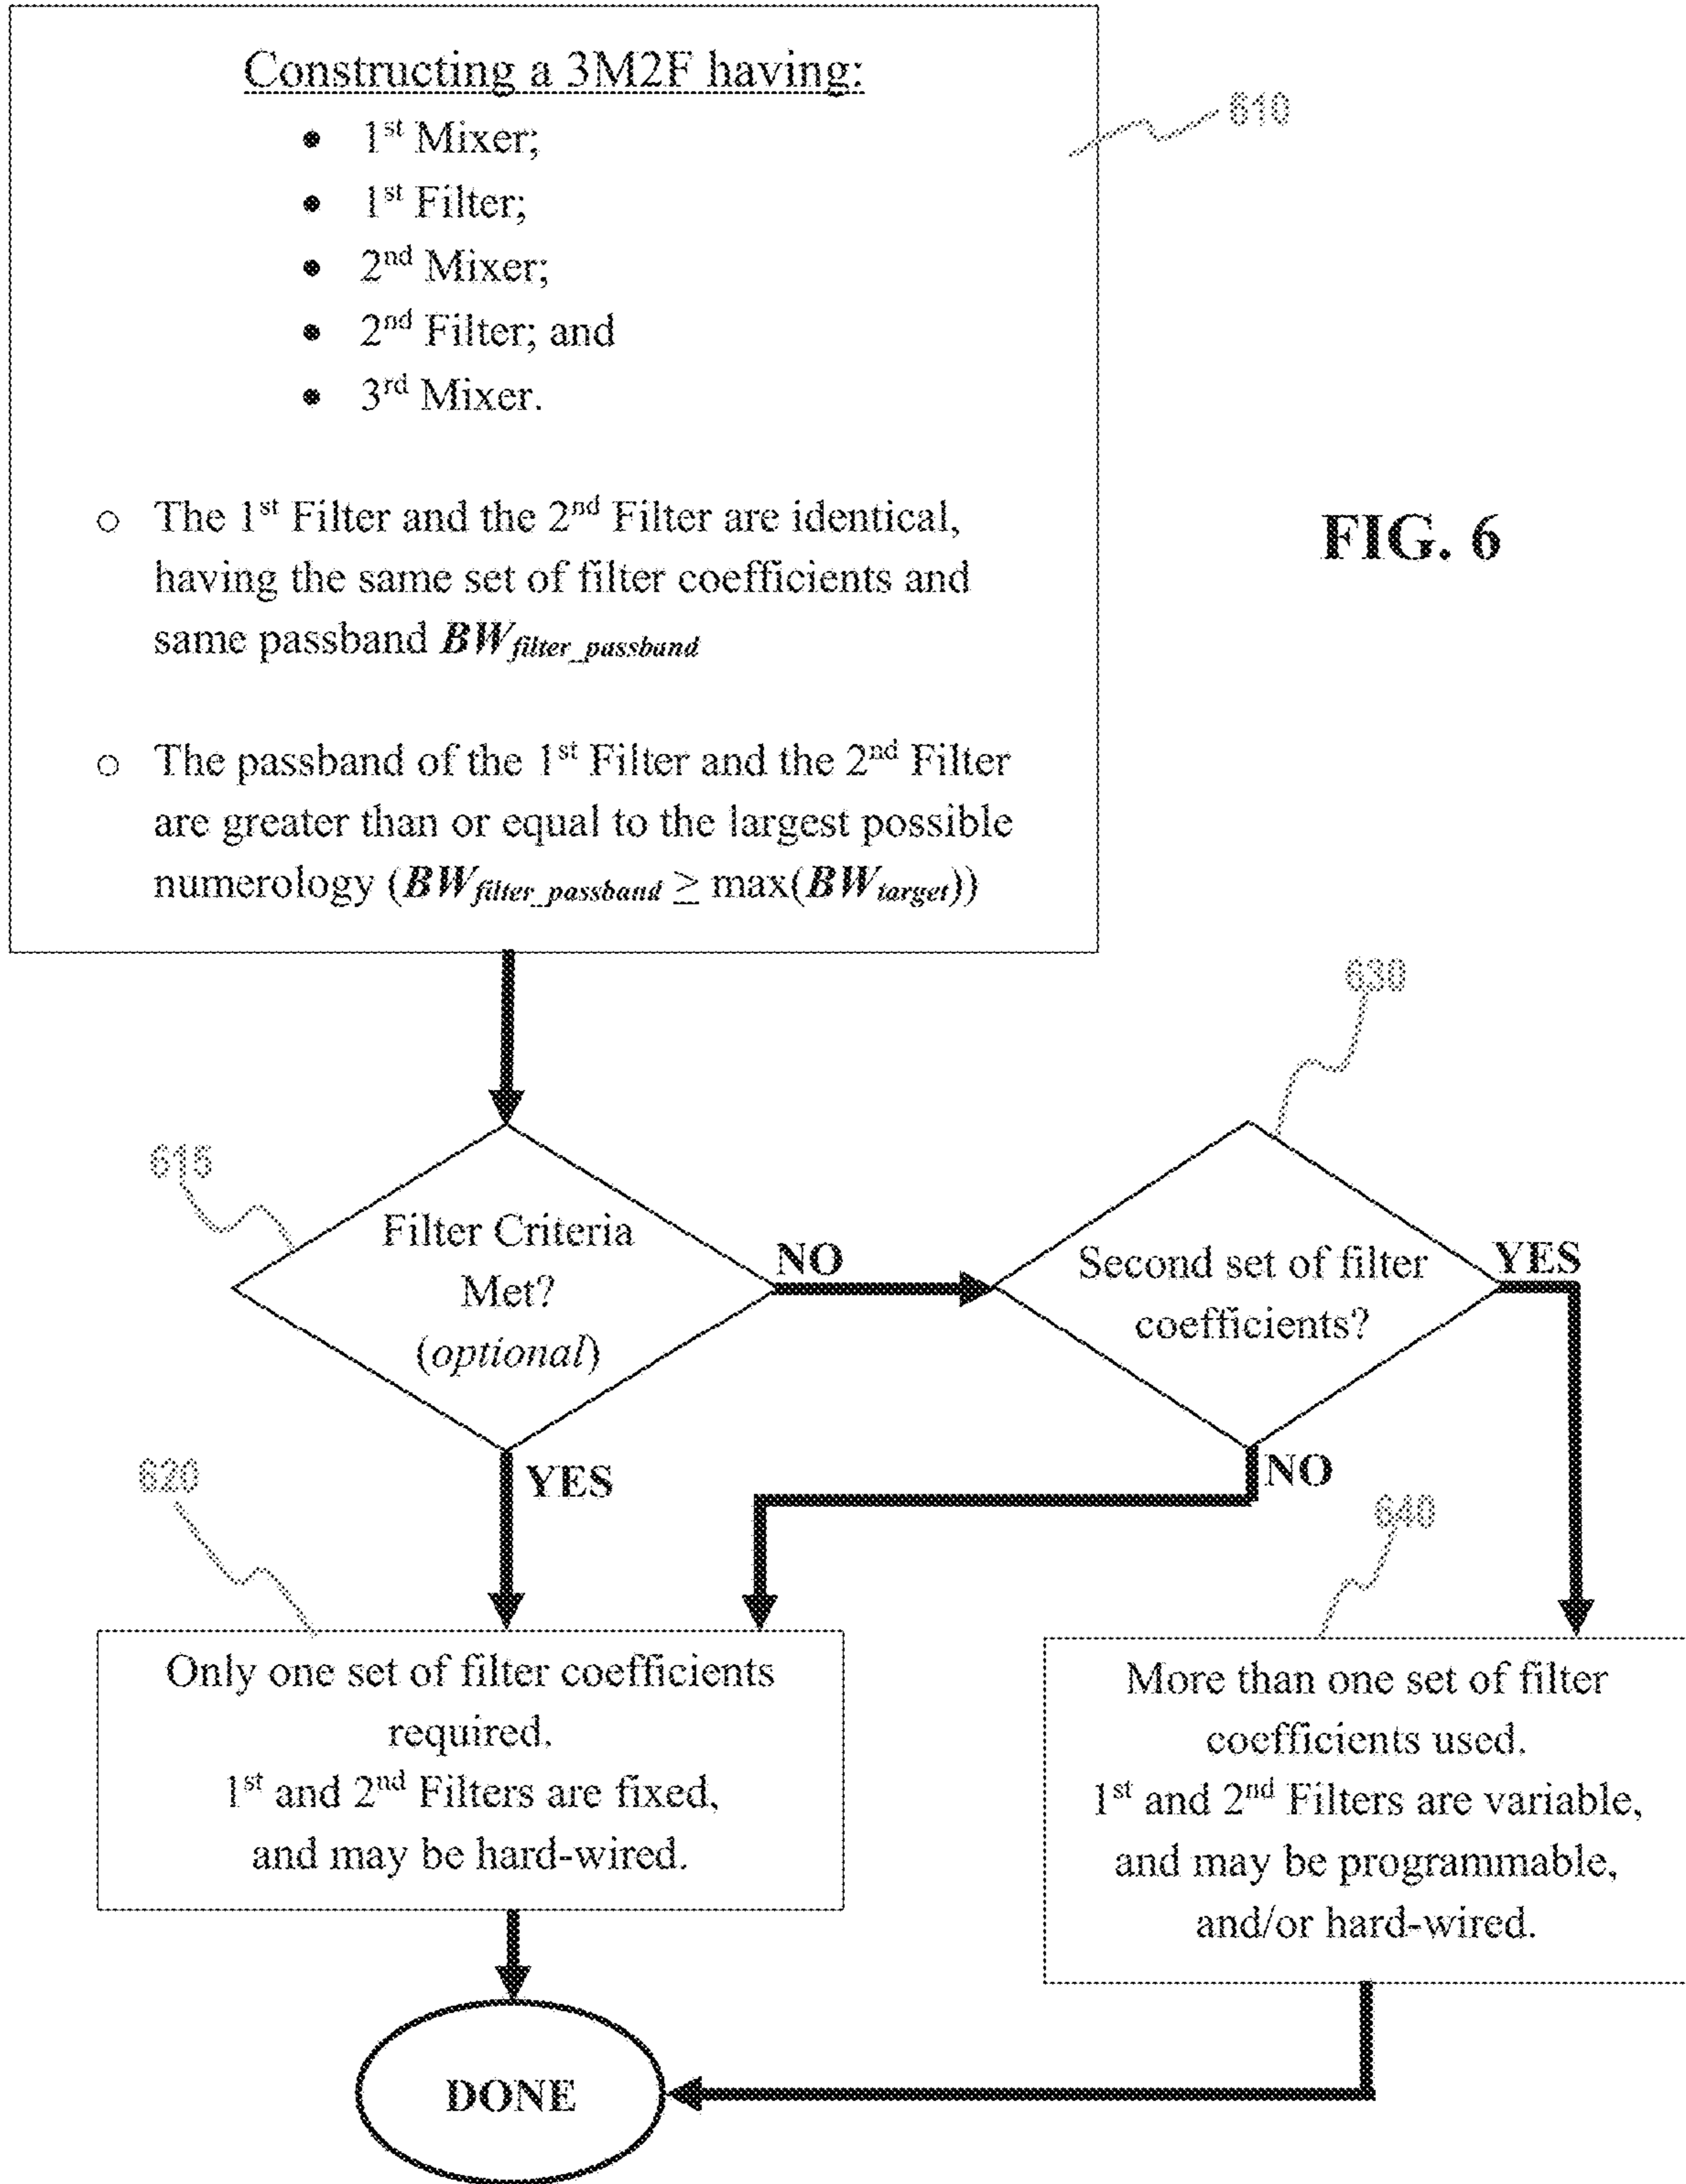 Constructing a 3M2F having:
• 1st Mixer;
• 1st Filter;
• 2nd Mixer;
• 2nd Filter; and
• 3rd Mixer.
610
○ The 1st Filter and the 2nd Filter are identical,
having the same set of filter coefficients and
same passband BWfilter_passband
FIG. 6
○ The passband of the 1st Filter and the 2nd Filter
are greater than or equal to the largest possible
numerology (BWfilter_passband ≥ max(BWtarget))
630
615
Filter Criteria
Met?
(optional)
NO
Second set of filter
coefficients?
YES
620
YES
NO
640
Only one set of filter coefficients
required.
1st and 2nd Filters are fixed,
and may be hard-wired.
More than one set of filter
coefficients used.
1st and 2nd Filters are variable,
and may be programmable,
and/or hard-wired.
DONE